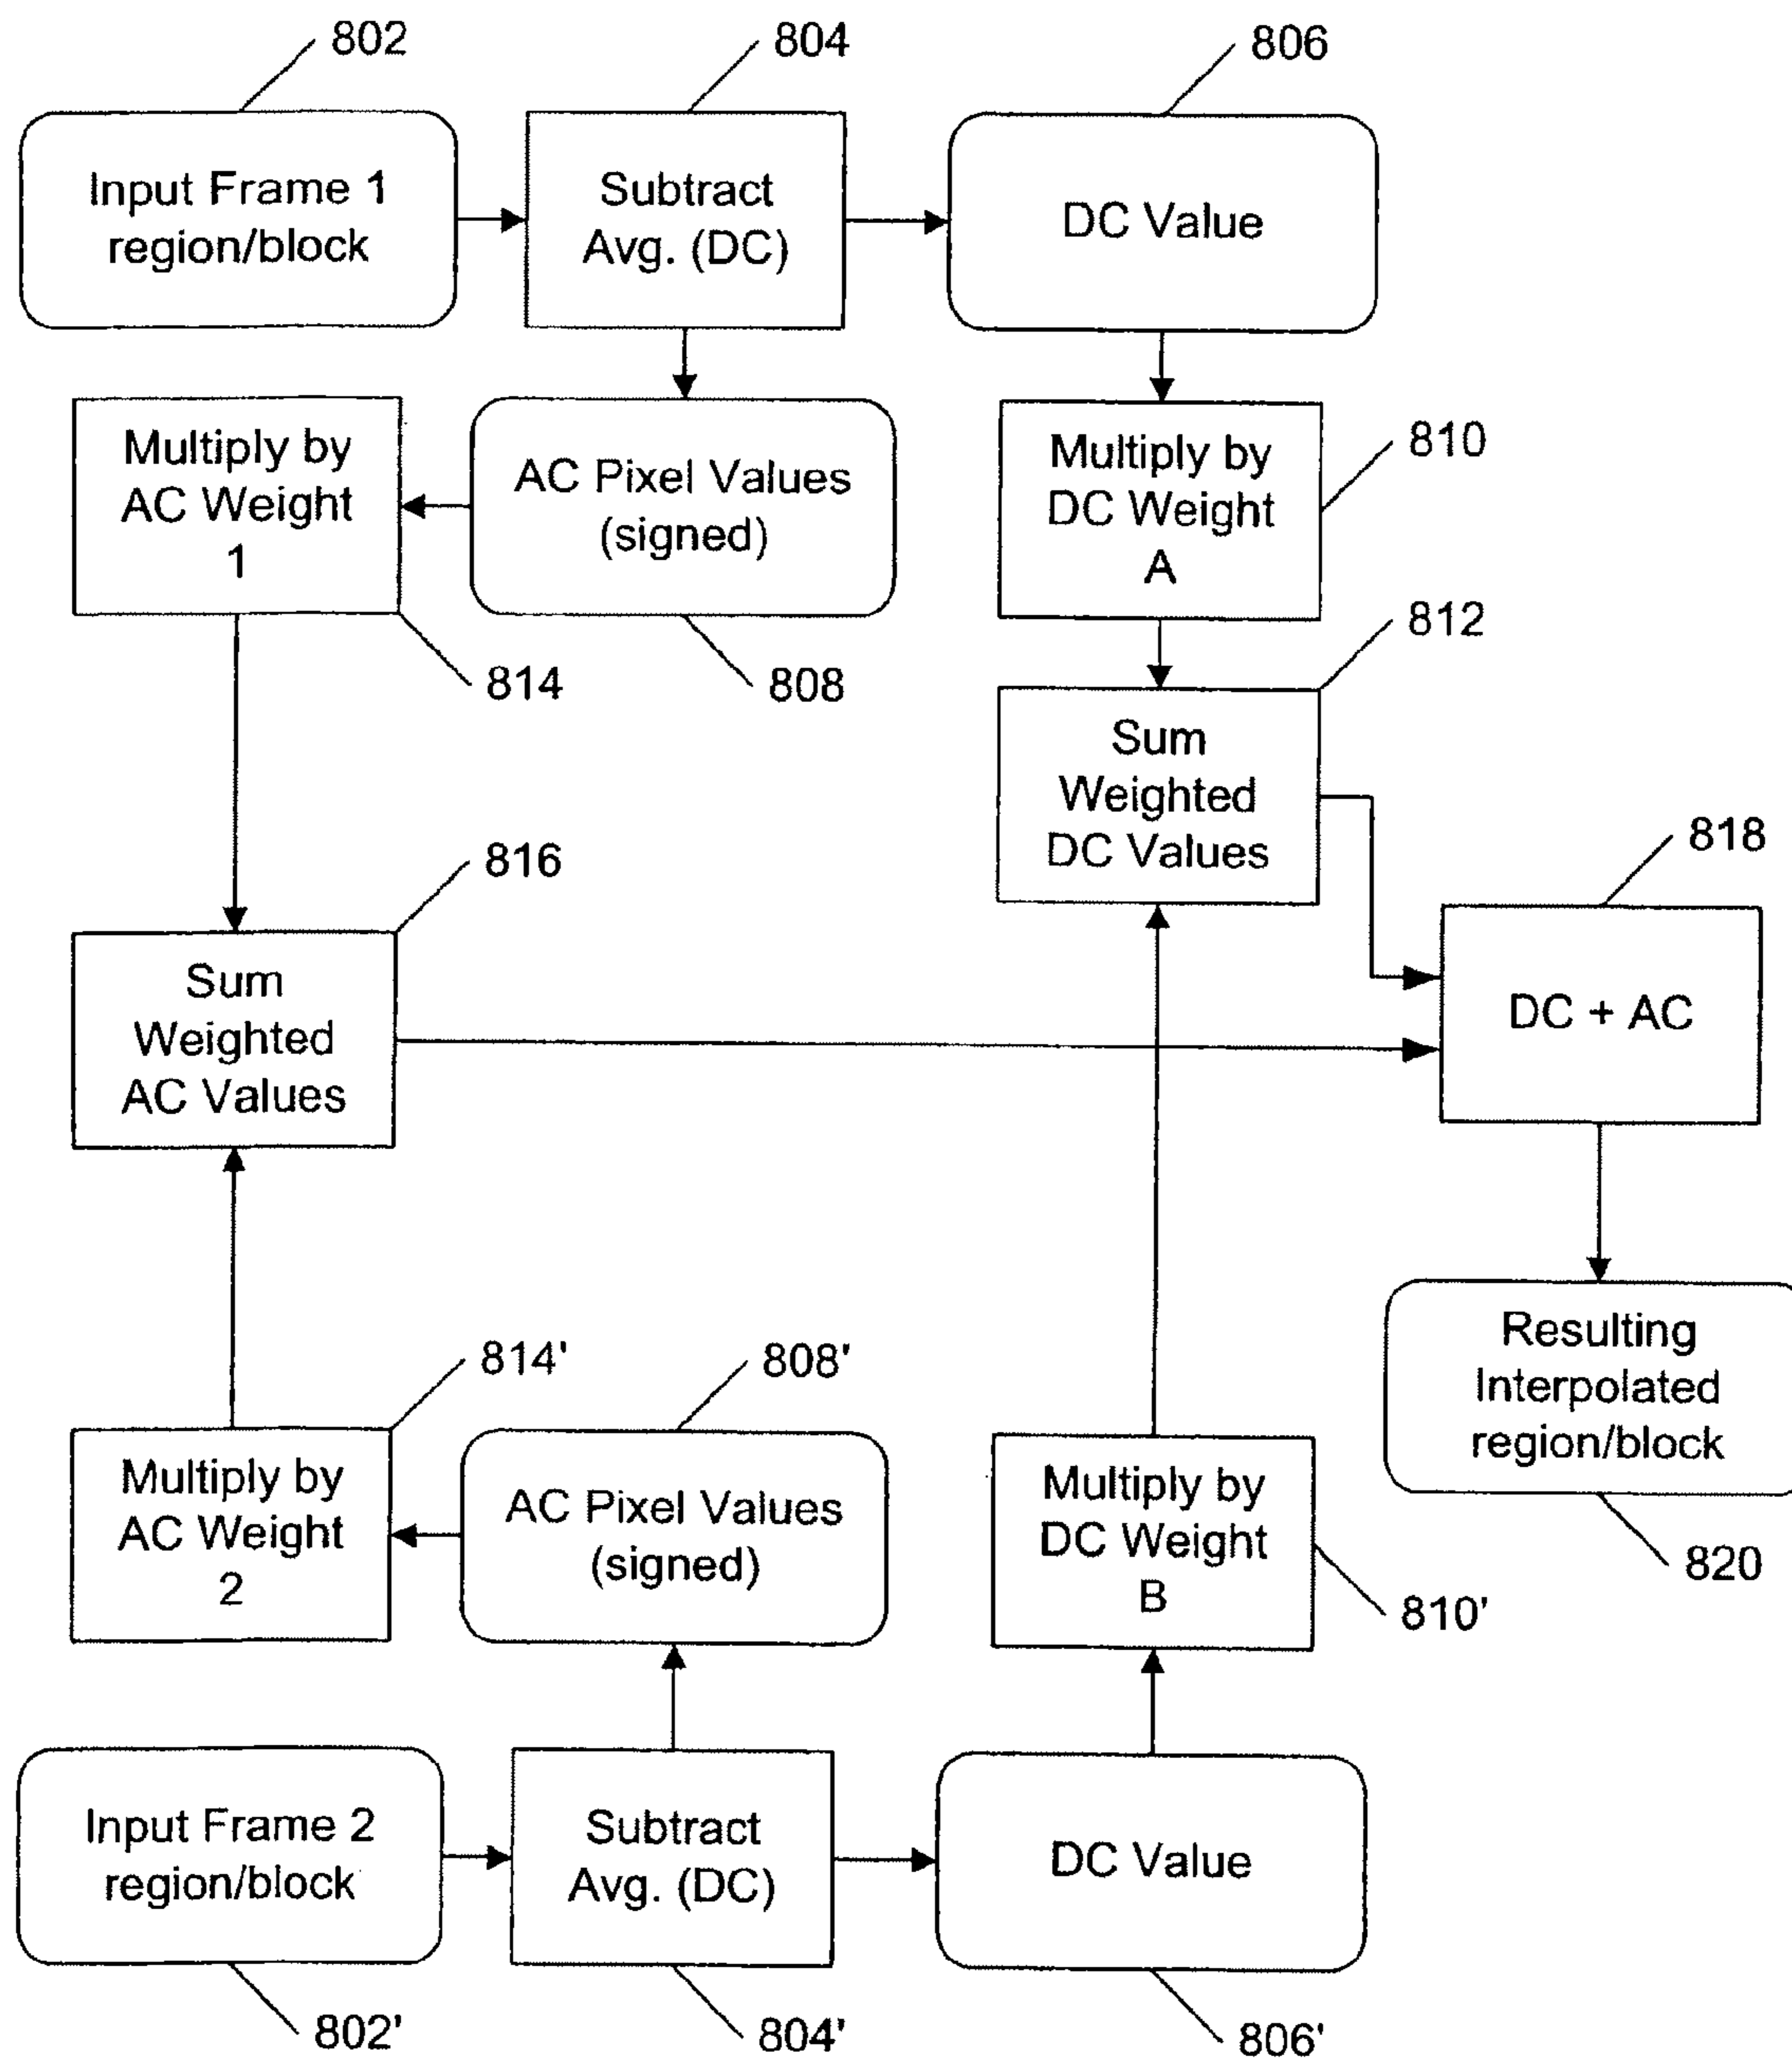 802
804
806
Input Frame 1
region/block
Subtract
Avg. (DC)
DC Value
Multiply by
AC Weight
1
AC Pixel Values
(signed)
Multiply by
DC Weight
A
810
814
808
812
Sum
Weighted
DC Values
816
818
Sum
Weighted
AC Values
DC + AC
814'
808'
Resulting
Interpolated
region/block
Multiply by
AC Weight
2
AC Pixel Values
(signed)
Multiply by
DC Weight
B
820
810'
Input Frame 2
region/block
Subtract
Avg. (DC)
DC Value
802'
804'
806'